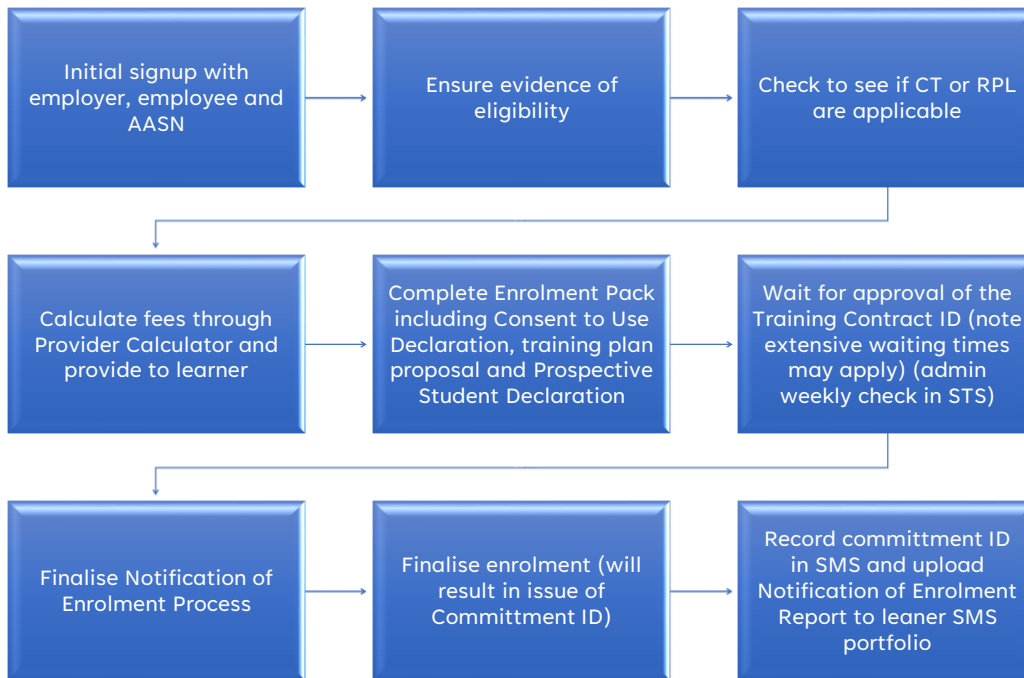 Initial signup with
employer, employee and
AASN
Ensure evidence of
eligibility
Check to see if CT or RPL
are applicable
Calculate fees through
Provider Calculator and
provide to learner
Complete Enrolment Pack
including Consent to Use
Declaration, training plan
proposal and Prospective
Student Declaration
Wait for approval of the
Training Contract ID (note
extensive waiting times
may apply) (admin
weekly check in STS)
Finalise Notification of
Enrolment Process
Finalise enrolment (will
result in issue of
Committment ID)
Record committment ID
in SMS and upload
Notification of Enrolment
Report to leaner SMS
portfolio